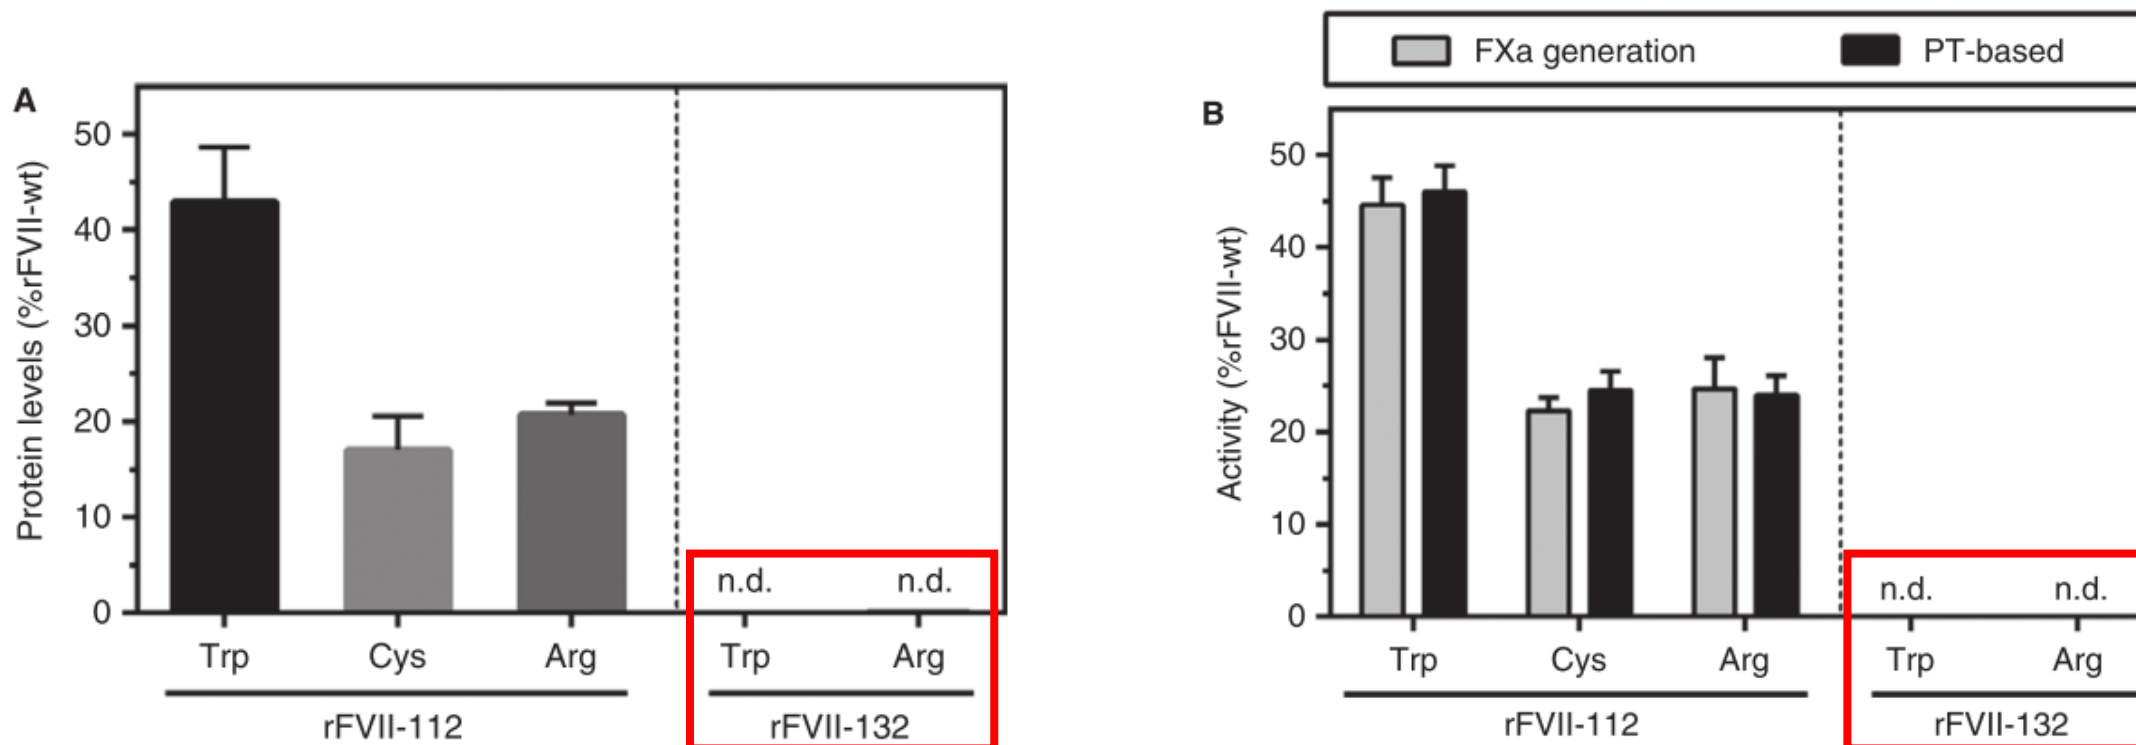 A
Protein levels (%rFVII-wt)
50
40
30
20
10
0
n.d. n.d.
Trp Cys Arg Trp Arg
rFVII-112 rFVII-132
FXa generation PT-based
B
Activity (%rFVII-wt)
50
40
30
20
10
0
n.d. n.d.
Trp Cys Arg Trp Arg
rFVII-112 rFVII-132